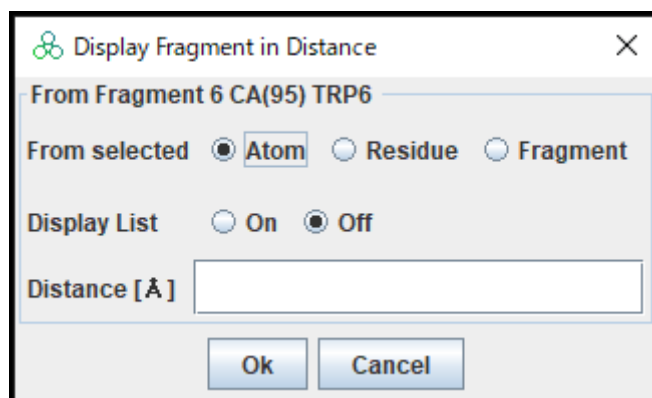 Display Fragment in Distance
From Fragment 6 CA(95) TRP6
From selected Atom Residue Fragment
Display List On Off
Distance [Å]
Ok Cancel